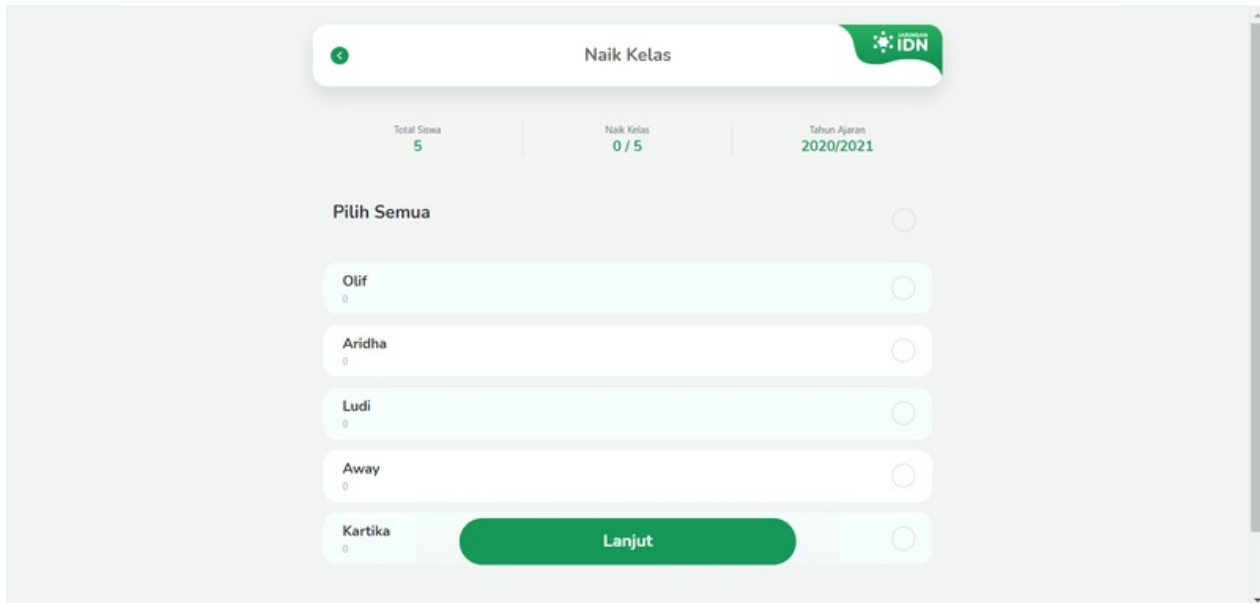 Naik Kelas
JARINGAN
IDN
Total Siswa
5
Naik Kelas
0 / 5
Tahun Ajaran
2020/2021
Pilih Semua
Olif
0
Aridha
0
Ludi
0
Away
0
Kartika
0
Lanjut